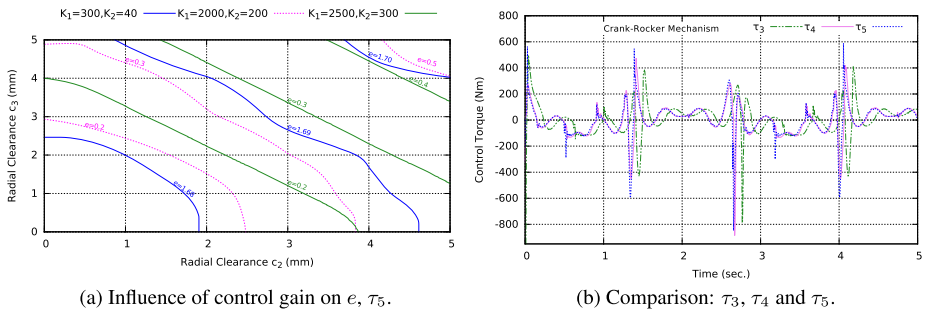 K₁=300,K₂=40 K₁=2000,K₂=200 K₁=2500,K₂=300
5
4
3
2
1
0
Radial Clearance c₃ (mm)
e=0.3
e=1.70
e=0.5
e=0.4
e=0.3
e=0.2
e=1.69
e=1.68
e=0.2
0 1 2 3 4 5
Radial Clearance c₂ (mm)
(a) Influence of control gain on e, τ₅.
Crank-Rocker Mechanism τ₃ τ₄ τ₅
800
600
400
200
0
-200
-400
-600
-800
Control Torque (Nm)
0 1 2 3 4 5
Time (sec.)
(b) Comparison: τ₃, τ₄ and τ₅.